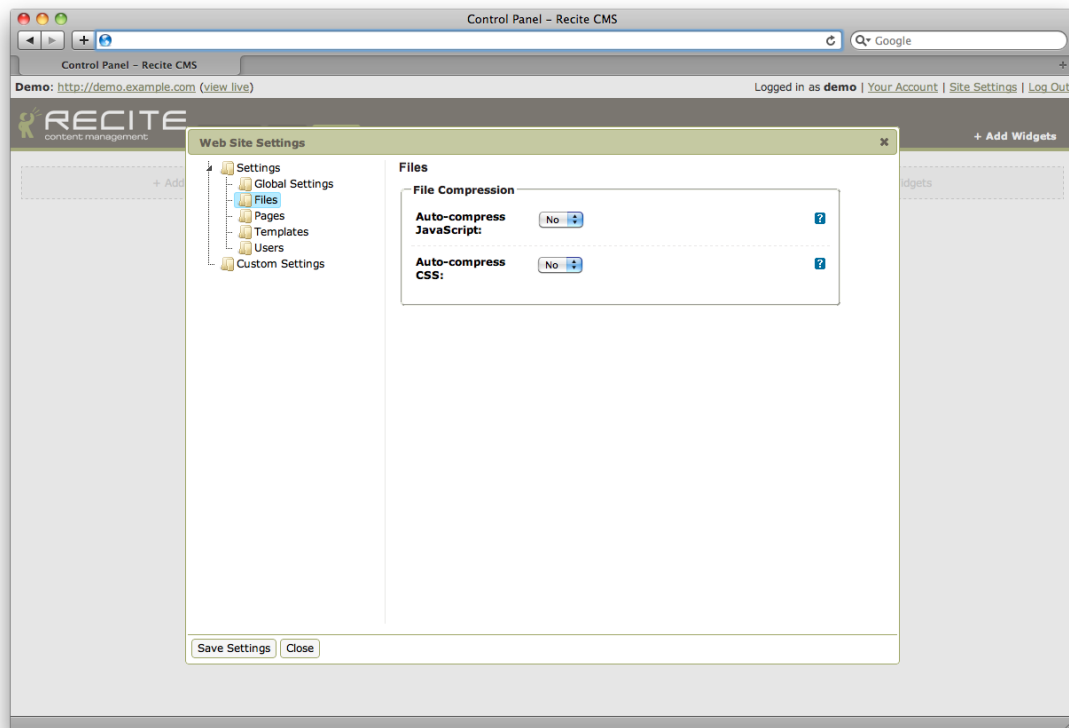 Control Panel – Recite CMS
Google
Control Panel – Recite CMS
Demo: http://demo.example.com (view live)
Logged in as demo | Your Account | Site Settings | Log Out
RECITE
content management
+ Add Widgets
Web Site Settings
+ Add
dgets
Settings
Global Settings
Files
Pages
Templates
Users
Custom Settings
Files
File Compression
Auto-compress
JavaScript:
No
?
Auto-compress
CSS:
No
?
Save Settings
Close